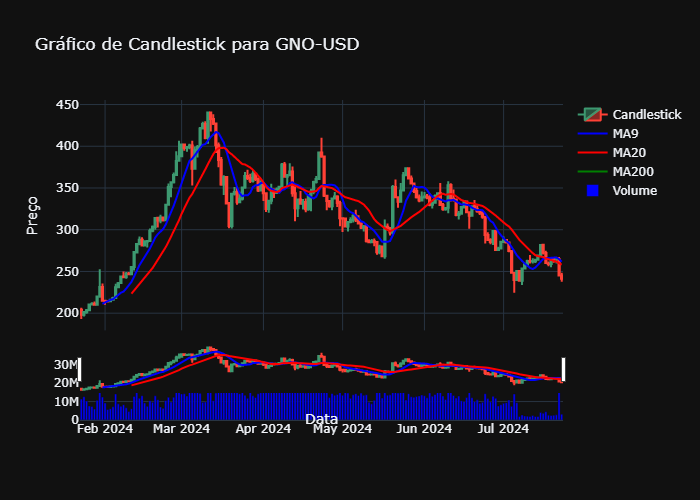 Gráfico de Candlestick para GNO-USD
450
400
350
300
250
200
Preço
Candlestick
MA9
MA20
MA200
Volume
30M
20M
10M
0
Data
Feb 2024
Mar 2024
Apr 2024
May 2024
Jun 2024
Jul 2024